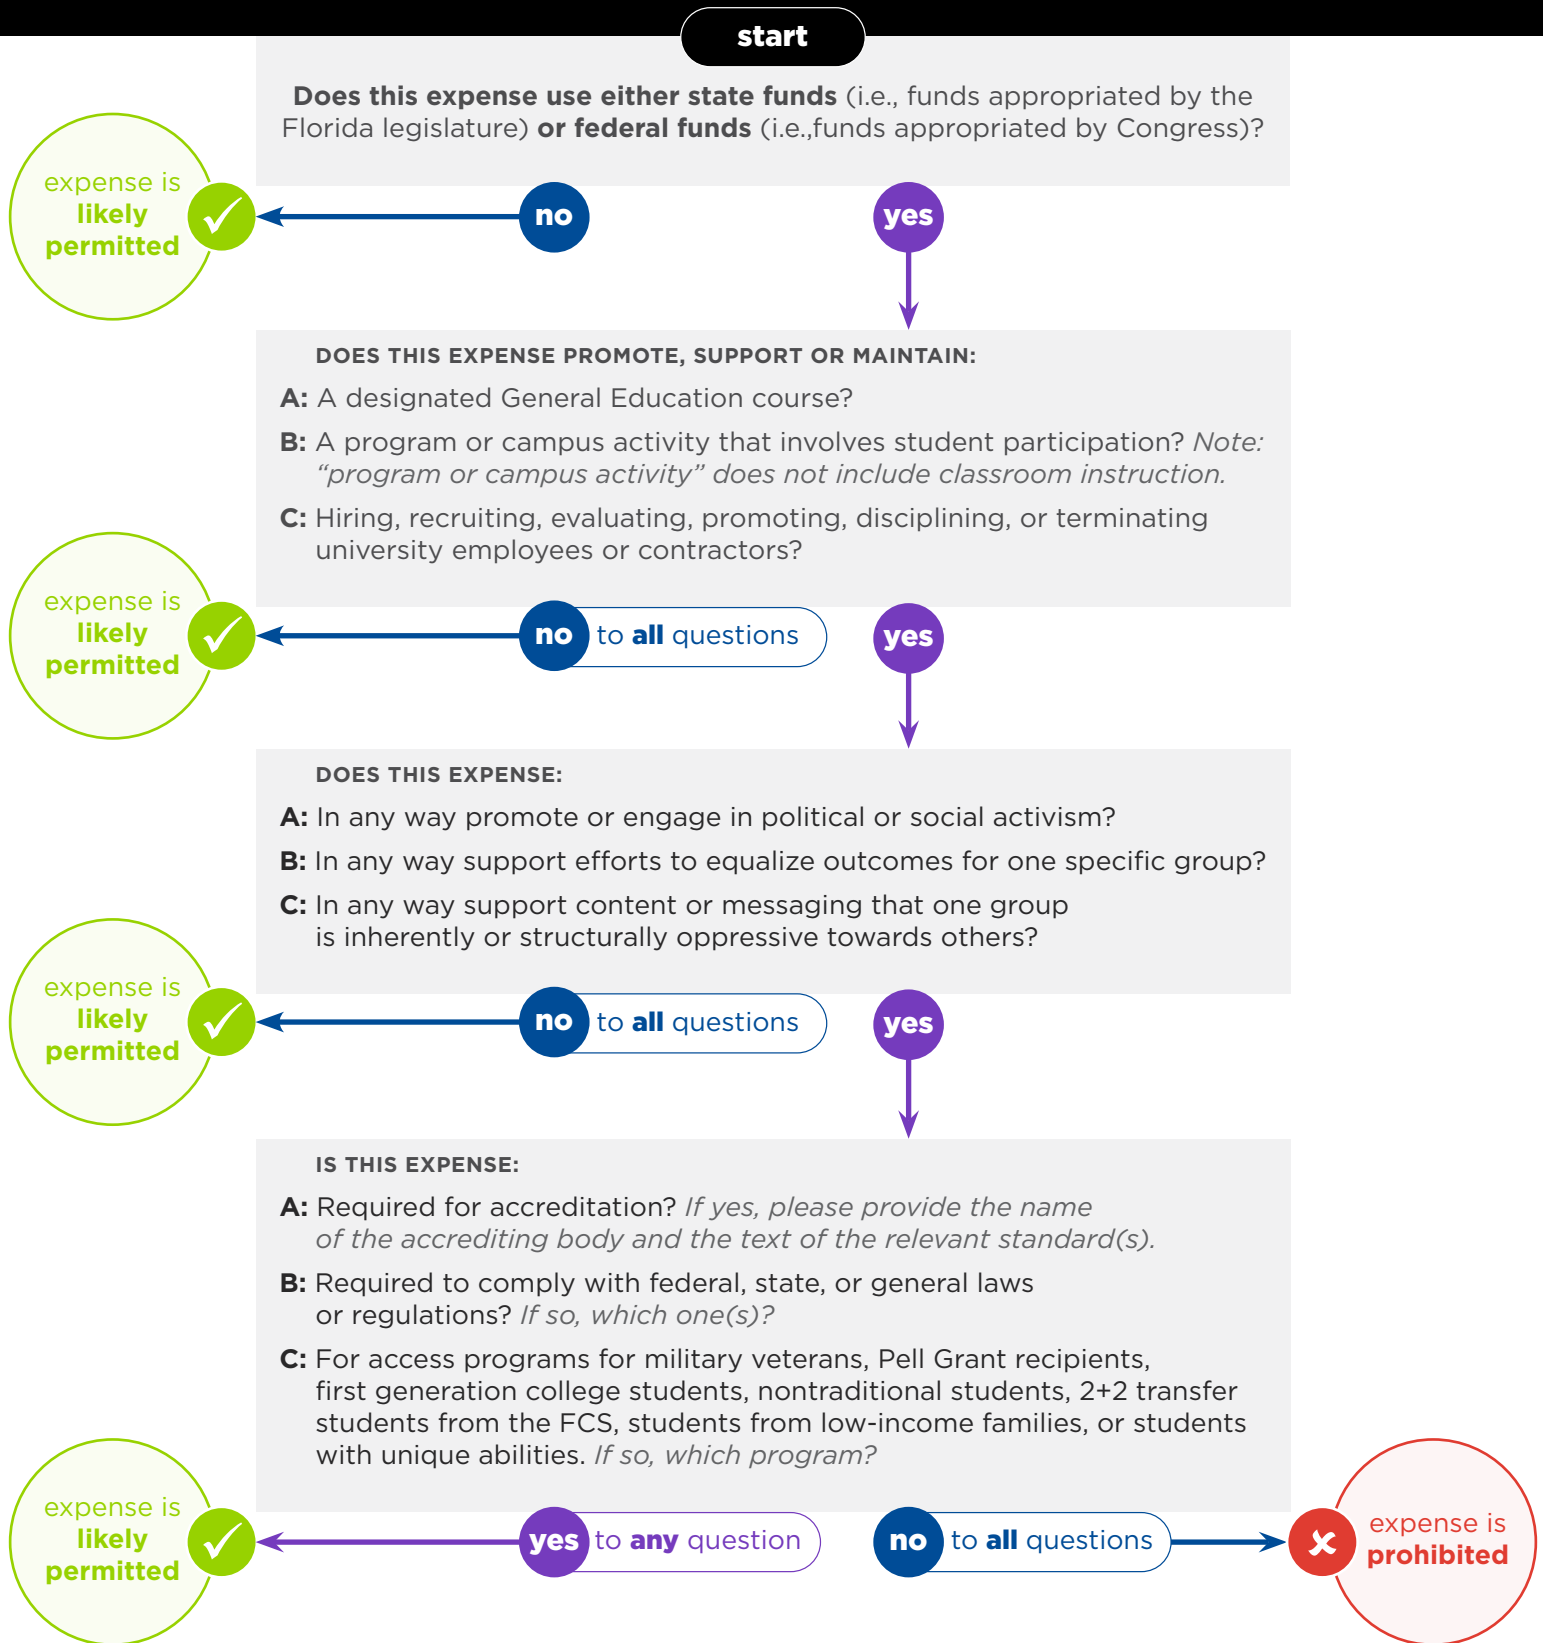 start
Does this expense use either state funds (i.e., funds appropriated by the
Florida legislature) or federal funds (i.e.,funds appropriated by Congress)?
expense is
likely
permitted
no
yes
DOES THIS EXPENSE PROMOTE, SUPPORT OR MAINTAIN:
A: A designated General Education course?
B: A program or campus activity that involves student participation? Note:
“program or campus activity” does not include classroom instruction.
C: Hiring, recruiting, evaluating, promoting, disciplining, or terminating
university employees or contractors?
expense is
likely
permitted
no to all questions
yes
DOES THIS EXPENSE:
A: In any way promote or engage in political or social activism?
B: In any way support efforts to equalize outcomes for one specific group?
C: In any way support content or messaging that one group
is inherently or structurally oppressive towards others?
expense is
likely
permitted
no to all questions
yes
IS THIS EXPENSE:
A: Required for accreditation? If yes, please provide the name
of the accrediting body and the text of the relevant standard(s).
B: Required to comply with federal, state, or general laws
or regulations? If so, which one(s)?
C: For access programs for military veterans, Pell Grant recipients,
first generation college students, nontraditional students, 2+2 transfer
students from the FCS, students from low-income families, or students
with unique abilities. If so, which program?
expense is
likely
permitted
yes to any question
no to all questions
expense is
prohibited